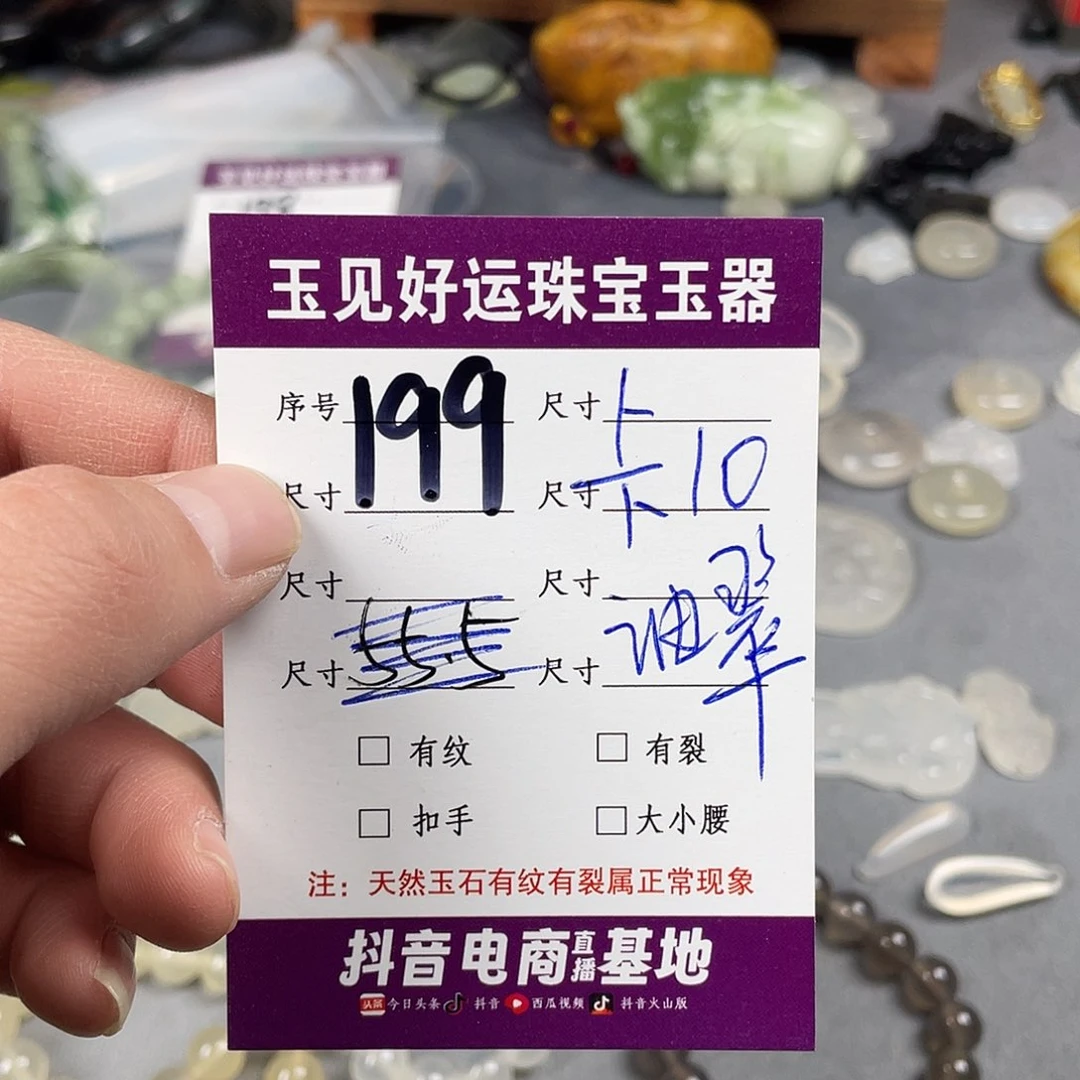 玉见好运珠宝玉器
序号 199 尺寸
尺寸 尺寸 卡10
尺寸 尺寸 油翠
尺寸 55.5 尺寸
有纹 有裂
扣手 大小腰
注：天然玉石有纹有裂属正常现象
抖音电商直播基地
头条 今日头条 抖音 西瓜视频 抖音火山版